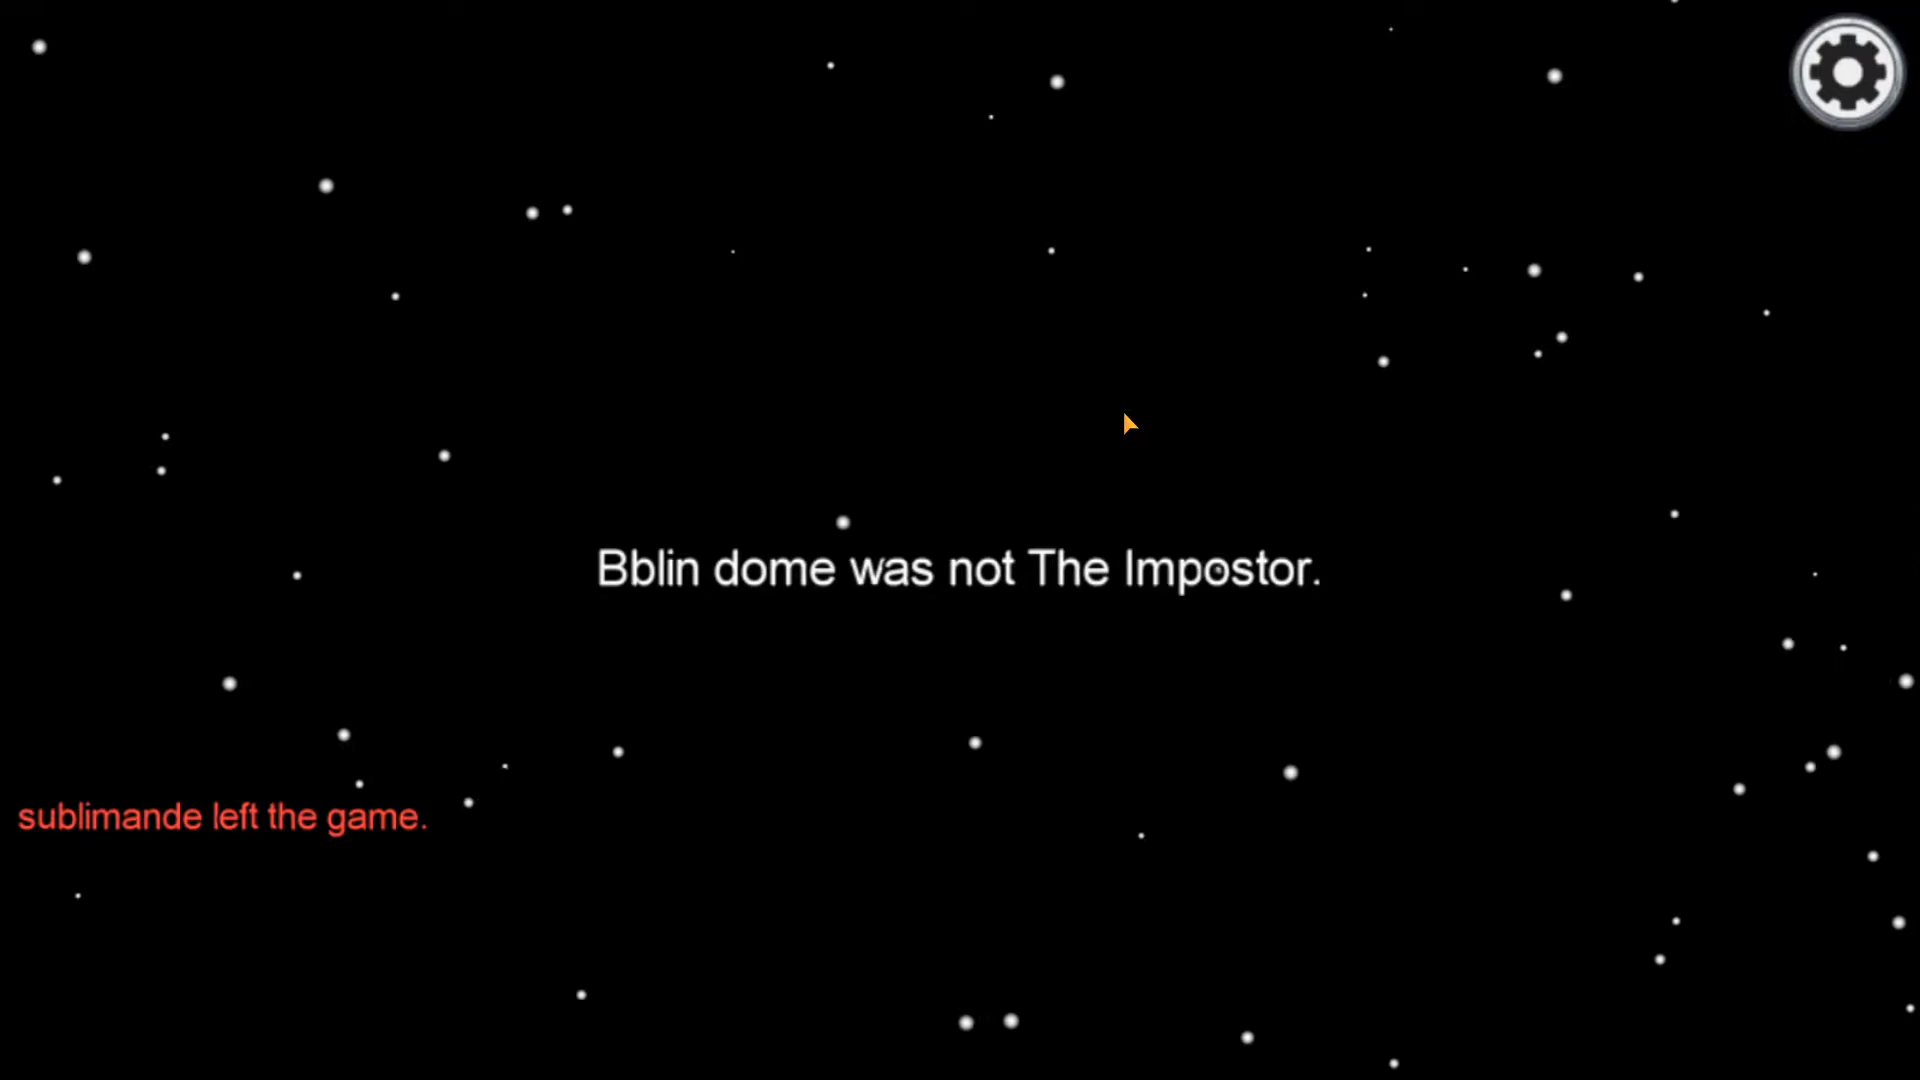 Bblin dome was not The Impostor.
sublimande left the game.